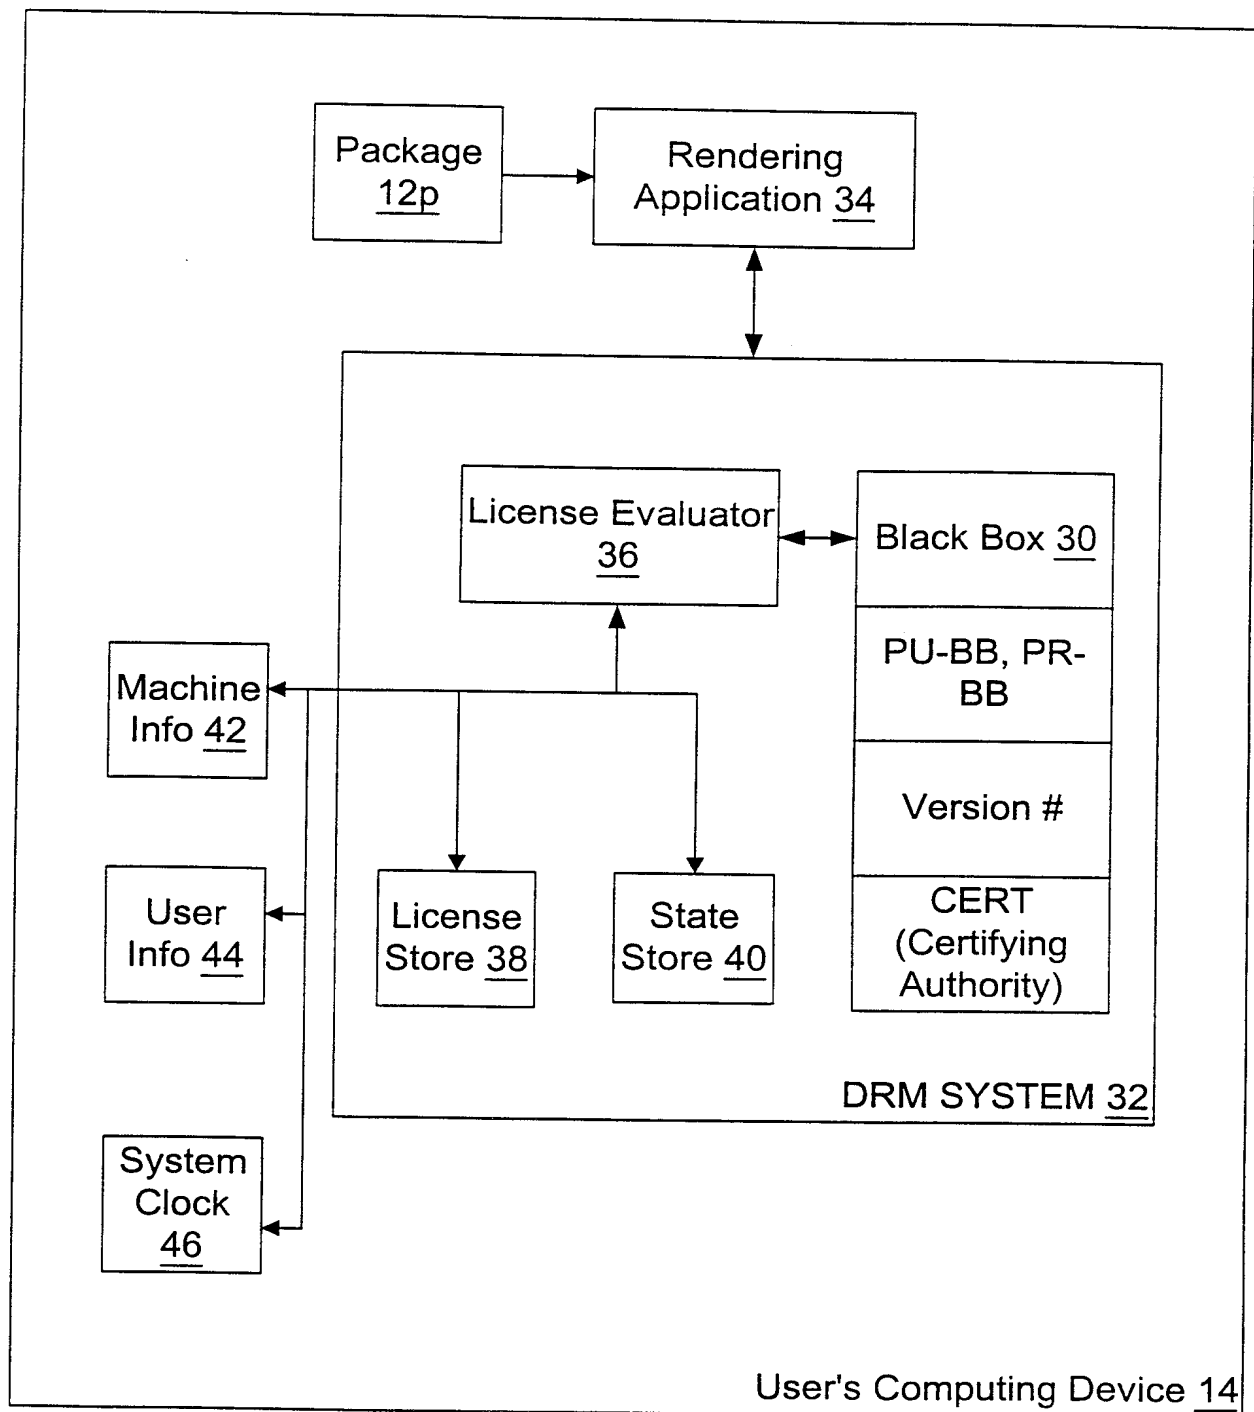 Package
12p
Rendering
Application 34
License Evaluator
36
Black Box 30
PU-BB, PR-
BB
Version #
CERT
(Certifying
Authority)
Machine
Info 42
User
Info 44
System
Clock
46
License
Store 38
State
Store 40
DRM SYSTEM 32
User's Computing Device 14